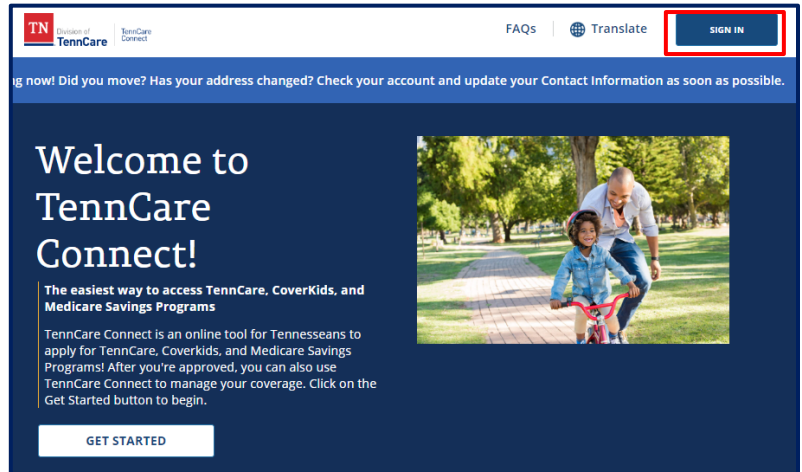 TN
Division of
TennCare
TennCare
Connect
FAQs
Translate
SIGN IN
g now! Did you move? Has your address changed? Check your account and update your Contact Information as soon as possible.
Welcome to
TennCare
Connect!
The easiest way to access TennCare, CoverKids, and
Medicare Savings Programs
TennCare Connect is an online tool for Tennesseans to
apply for TennCare, Coverkids, and Medicare Savings
Programs! After you're approved, you can also use
TennCare Connect to manage your coverage. Click on the
Get Started button to begin.
GET STARTED